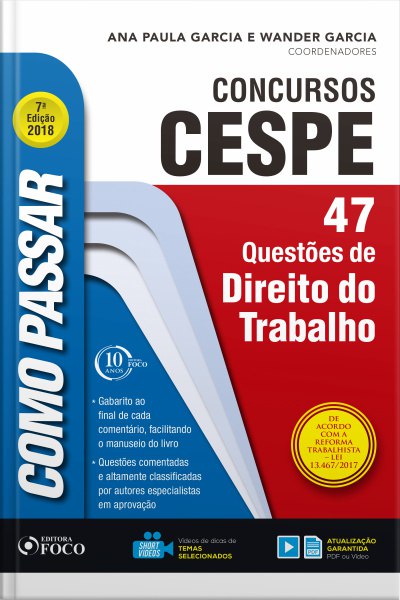 ANA PAULA GARCIA E WANDER GARCIA
COORDENADORES
7ª
Edição
2018
COMO PASSAR
CONCURSOS
CESPE
47
Questões de
Direito do
Trabalho
10
ANOS
EDITORA
FOCO
* Gabarito ao
final de cada
comentário, facilitando
o manuseio do livro
* Questões comentadas
e altamente classificadas
por autores especialistas
em aprovação
DE
ACORDO
COM A
REFORMA
TRABALHISTA
– LEI
13.467/2017
EDITORA
FOCO
SHORT
VIDEOS
Vídeos de dicas de
TEMAS
SELECIONADOS
PDF
ATUALIZAÇÃO
GARANTIDA
PDF ou Vídeo